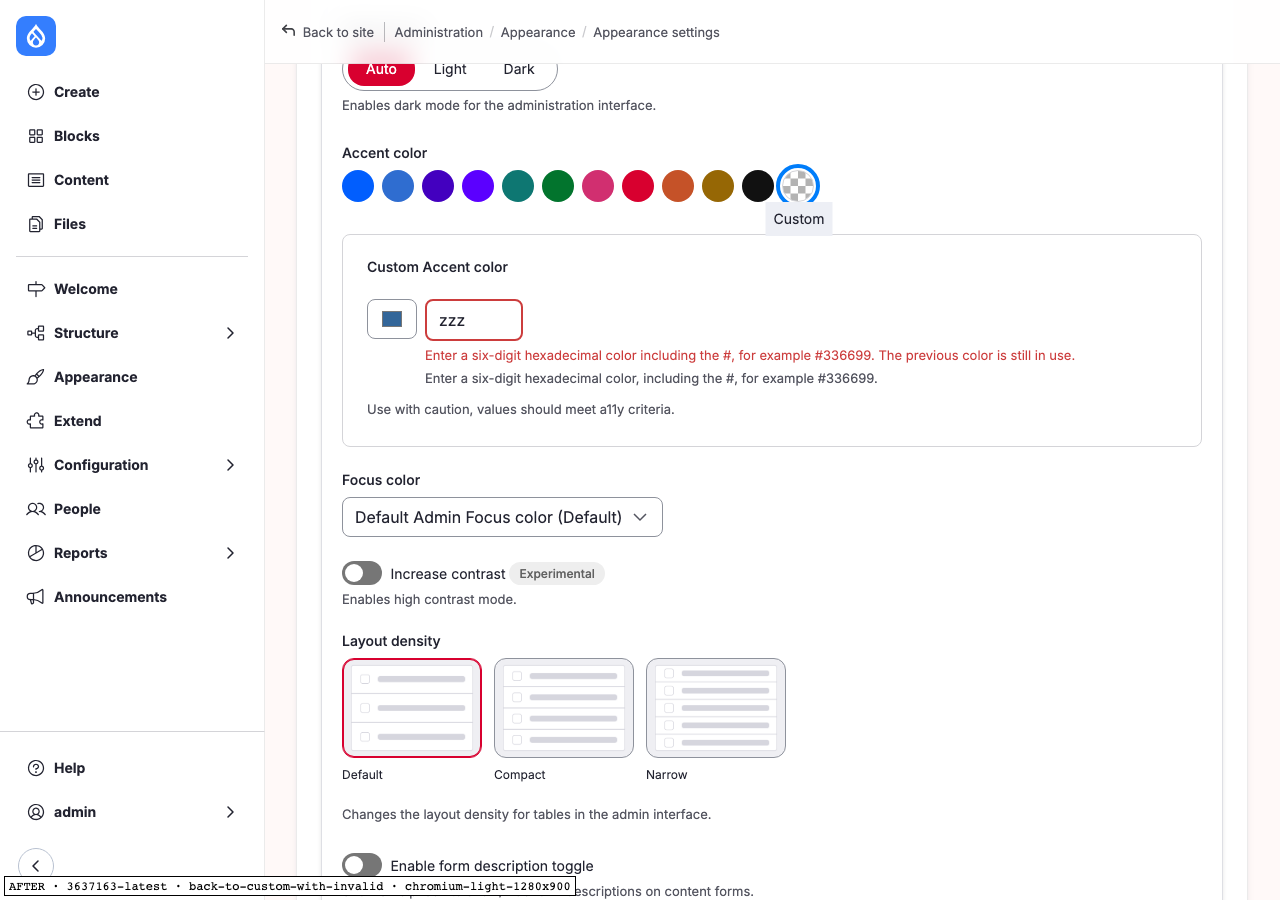 Back to site
Administration / Appearance / Appearance settings
Create
Blocks
Content
Files
Welcome
Structure
Appearance
Extend
Configuration
People
Reports
Announcements
Help
admin
Auto Light Dark
Enables dark mode for the administration interface.
Accent color
Custom
Custom Accent color
zzz
Enter a six-digit hexadecimal color including the #, for example #336699. The previous color is still in use.
Enter a six-digit hexadecimal color, including the #, for example #336699.
Use with caution, values should meet a11y criteria.
Focus color
Default Admin Focus color (Default)
Increase contrast Experimental
Enables high contrast mode.
Layout density
Default Compact Narrow
Changes the layout density for tables in the admin interface.
Enable form description toggle
escriptions on content forms.
AFTER · 3637163-latest · back-to-custom-with-invalid · chromium-light-1280x900